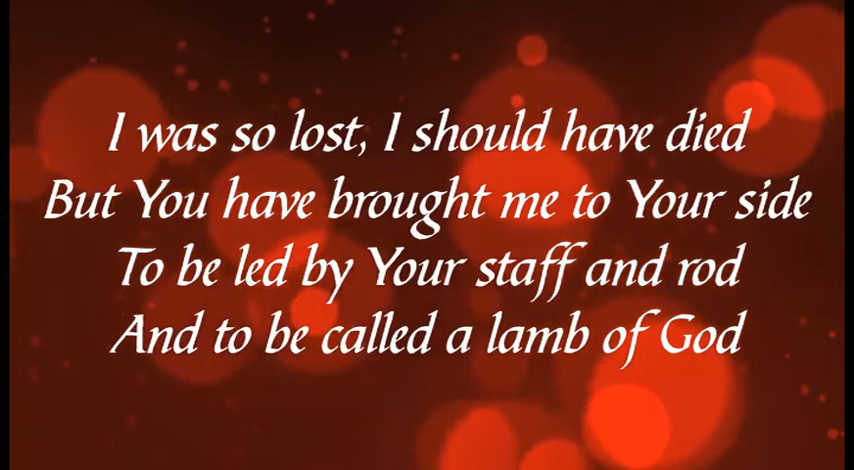 I was so lost, I should have died
But You have brought me to Your side
To be led by Your staff and rod
And to be called a lamb of God